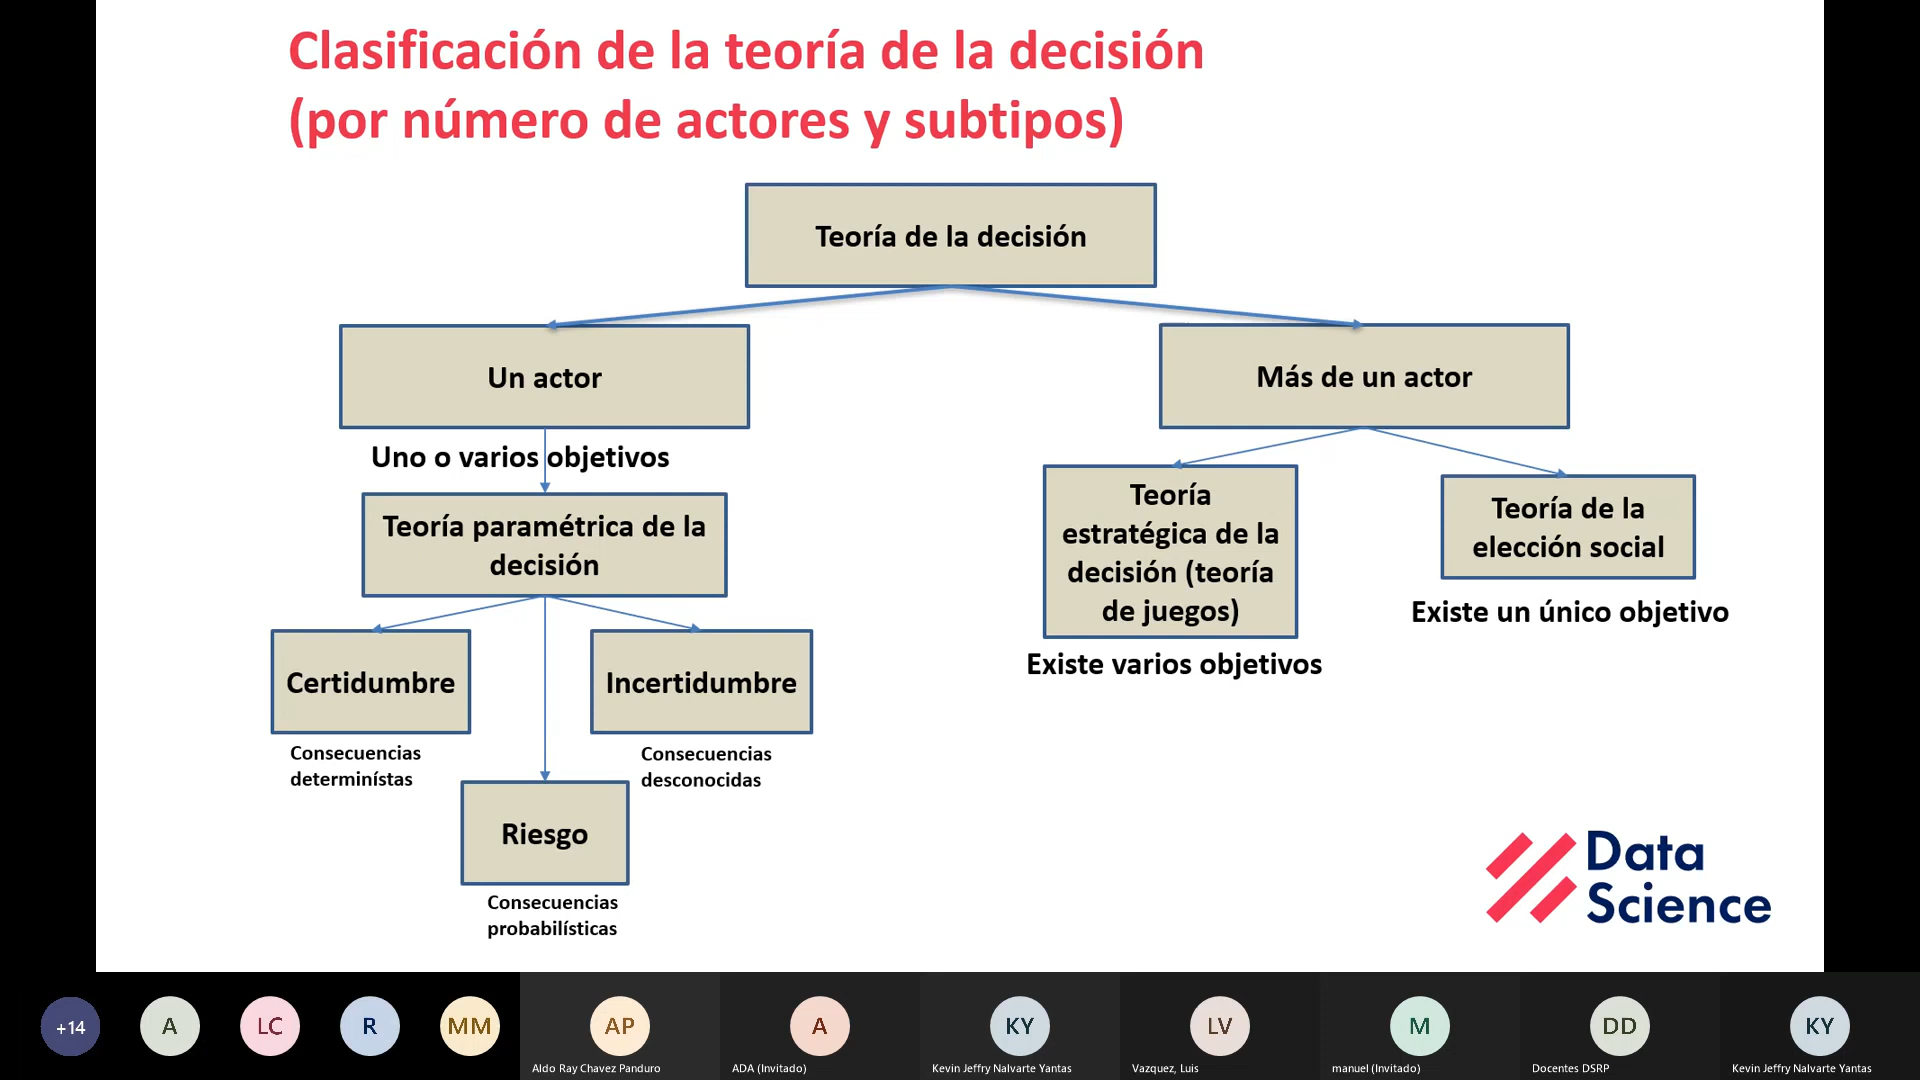 Clasificación de la teoría de la decisión
(por número de actores y subtipos)
Teoría de la decisión
Un actor
Más de un actor
Uno o varios objetivos
Teoría paramétrica de la
decisión
Teoría
estratégica de la
decisión (teoría
de juegos)
Teoría de la
elección social
Existe un único objetivo
Existe varios objetivos
Certidumbre
Incertidumbre
Consecuencias
determinístas
Consecuencias
desconocidas
Riesgo
Consecuencias
probabilísticas
Data
Science
+14
A
LC
R
MM
AP
Aldo Ray Chavez Panduro
A
ADA (Invitado)
KY
Kevin Jeffry Nalvarte Yantas
LV
Vazquez, Luis
M
manuel (Invitado)
DD
Docentes DSRP
KY
Kevin Jeffry Nalvarte Yantas